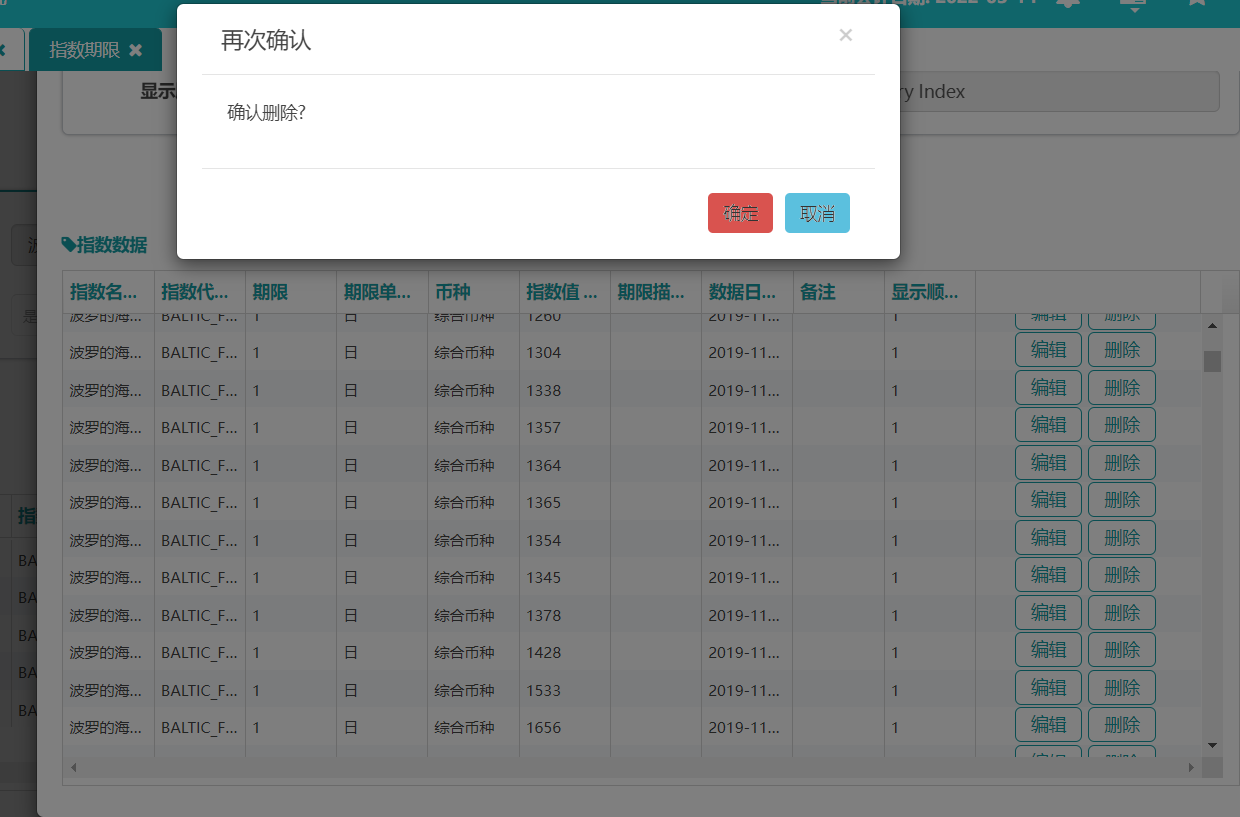 指数期限
再次确认
×
显示
ry Index
确认删除?
确定 取消
指数数据
指数名... 指数代... 期限 期限单... 币种 指数值 ... 期限描... 数据日... 备注 显示顺...
波罗的海... BALTIC_F... 1 日 综合币种 1260 2019-11... 1 编辑 删除
波罗的海... BALTIC_F... 1 日 综合币种 1304 2019-11... 1 编辑 删除
波罗的海... BALTIC_F... 1 日 综合币种 1338 2019-11... 1 编辑 删除
波罗的海... BALTIC_F... 1 日 综合币种 1357 2019-11... 1 编辑 删除
波罗的海... BALTIC_F... 1 日 综合币种 1364 2019-11... 1 编辑 删除
波罗的海... BALTIC_F... 1 日 综合币种 1365 2019-11... 1 编辑 删除
波罗的海... BALTIC_F... 1 日 综合币种 1354 2019-11... 1 编辑 删除
波罗的海... BALTIC_F... 1 日 综合币种 1345 2019-11... 1 编辑 删除
波罗的海... BALTIC_F... 1 日 综合币种 1378 2019-11... 1 编辑 删除
波罗的海... BALTIC_F... 1 日 综合币种 1428 2019-11... 1 编辑 删除
波罗的海... BALTIC_F... 1 日 综合币种 1533 2019-11... 1 编辑 删除
波罗的海... BALTIC_F... 1 日 综合币种 1656 2019-11... 1 编辑 删除
指
BA
BA
BA
BA
BA